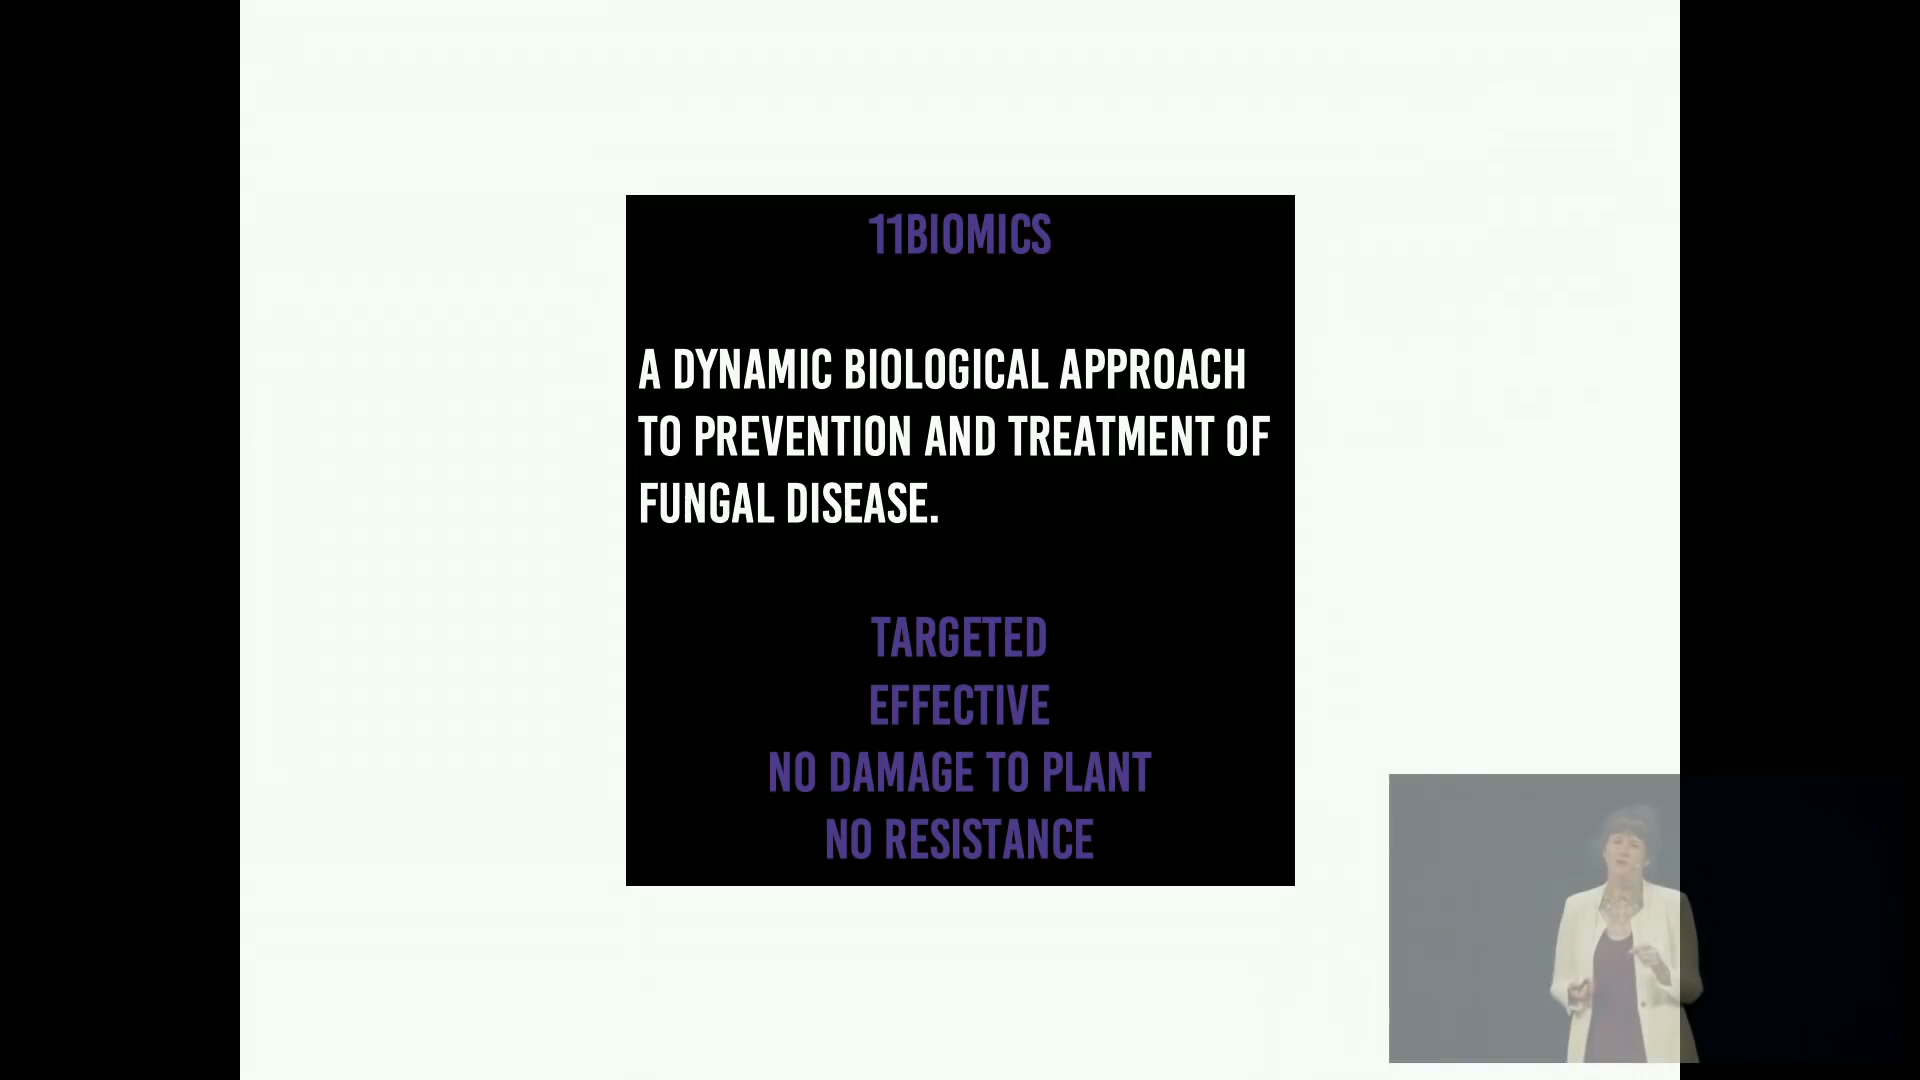 11BIOMICS
A DYNAMIC BIOLOGICAL APPROACH
TO PREVENTION AND TREATMENT OF
FUNGAL DISEASE.
TARGETED
EFFECTIVE
NO DAMAGE TO PLANT
NO RESISTANCE